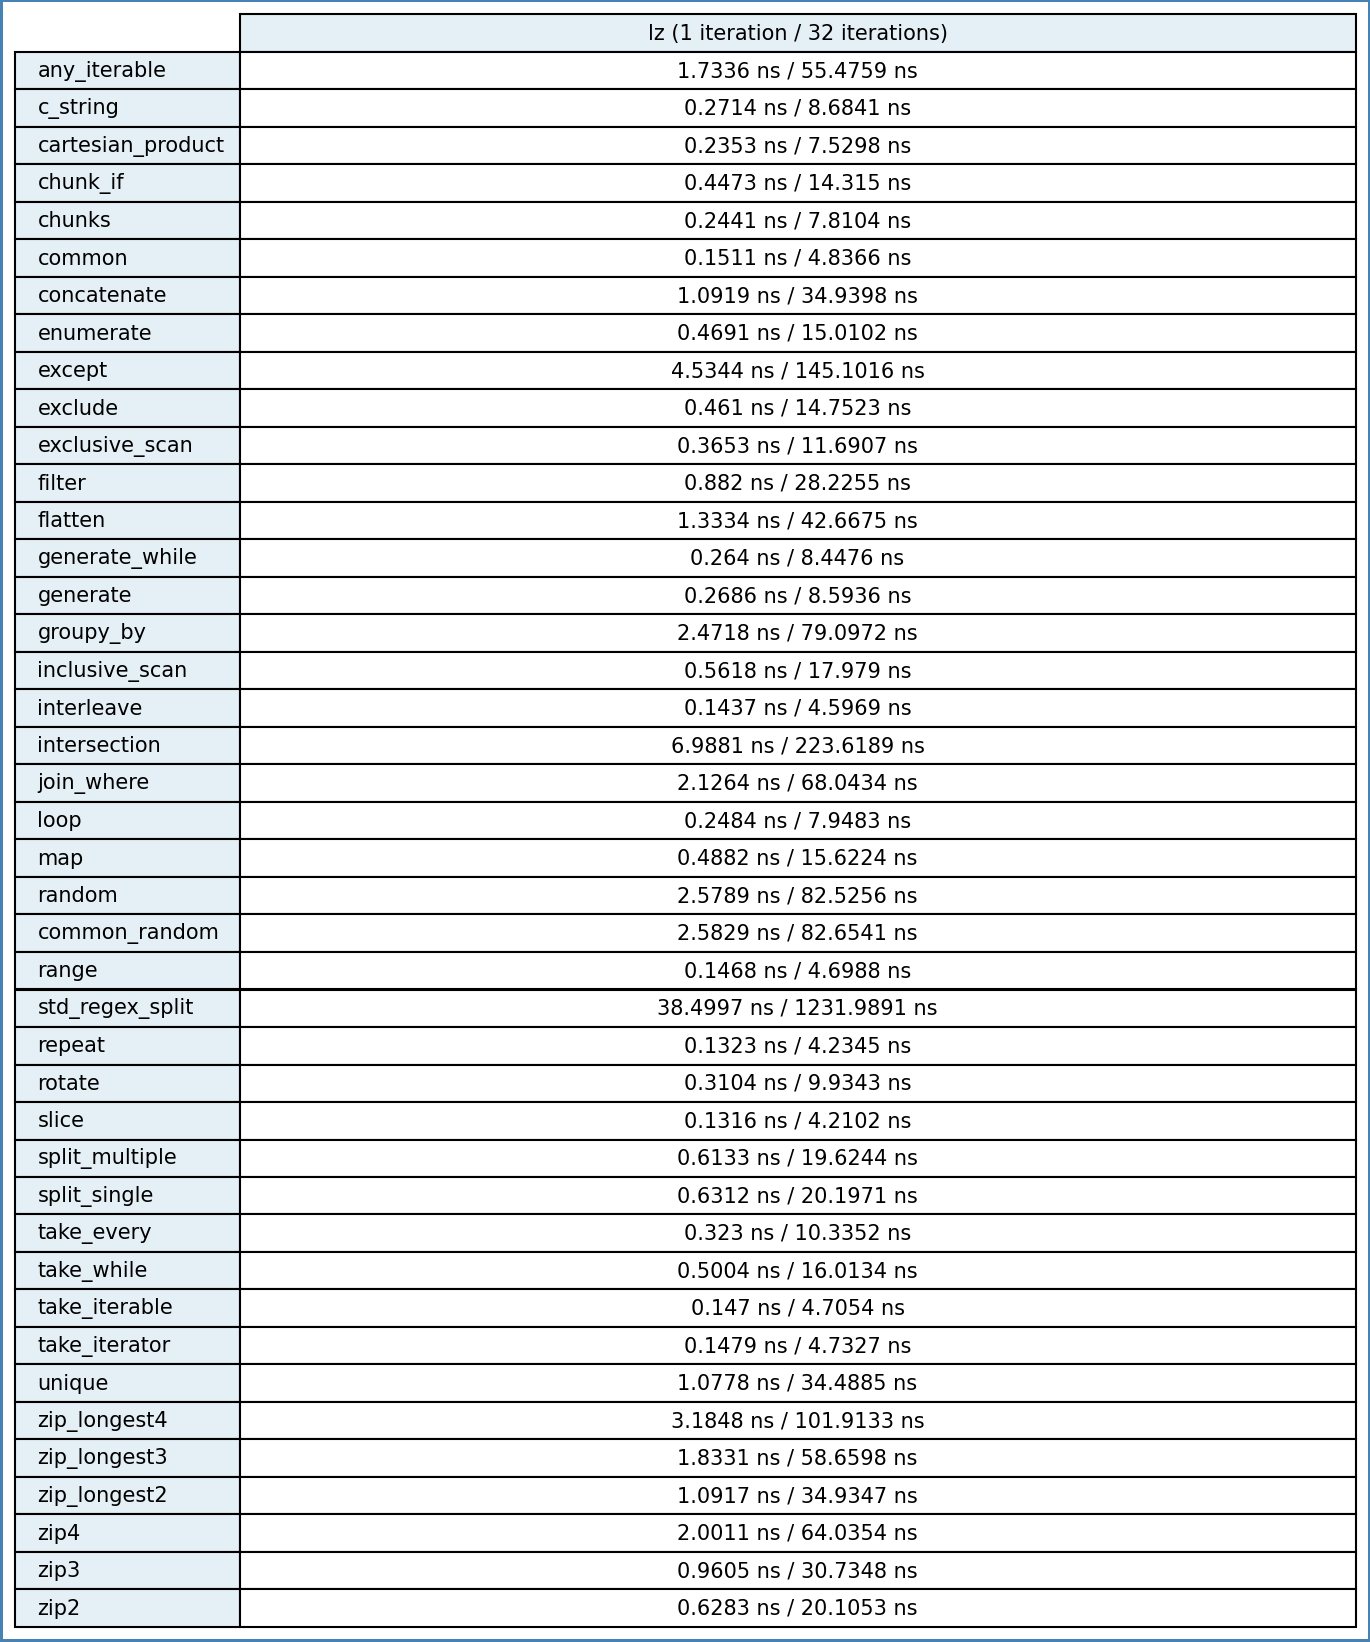 lz (1 iteration / 32 iterations)
any_iterable 1.7336 ns / 55.4759 ns
c_string 0.2714 ns / 8.6841 ns
cartesian_product 0.2353 ns / 7.5298 ns
chunk_if 0.4473 ns / 14.315 ns
chunks 0.2441 ns / 7.8104 ns
common 0.1511 ns / 4.8366 ns
concatenate 1.0919 ns / 34.9398 ns
enumerate 0.4691 ns / 15.0102 ns
except 4.5344 ns / 145.1016 ns
exclude 0.461 ns / 14.7523 ns
exclusive_scan 0.3653 ns / 11.6907 ns
filter 0.882 ns / 28.2255 ns
flatten 1.3334 ns / 42.6675 ns
generate_while 0.264 ns / 8.4476 ns
generate 0.2686 ns / 8.5936 ns
groupy_by 2.4718 ns / 79.0972 ns
inclusive_scan 0.5618 ns / 17.979 ns
interleave 0.1437 ns / 4.5969 ns
intersection 6.9881 ns / 223.6189 ns
join_where 2.1264 ns / 68.0434 ns
loop 0.2484 ns / 7.9483 ns
map 0.4882 ns / 15.6224 ns
random 2.5789 ns / 82.5256 ns
common_random 2.5829 ns / 82.6541 ns
range 0.1468 ns / 4.6988 ns
std_regex_split 38.4997 ns / 1231.9891 ns
repeat 0.1323 ns / 4.2345 ns
rotate 0.3104 ns / 9.9343 ns
slice 0.1316 ns / 4.2102 ns
split_multiple 0.6133 ns / 19.6244 ns
split_single 0.6312 ns / 20.1971 ns
take_every 0.323 ns / 10.3352 ns
take_while 0.5004 ns / 16.0134 ns
take_iterable 0.147 ns / 4.7054 ns
take_iterator 0.1479 ns / 4.7327 ns
unique 1.0778 ns / 34.4885 ns
zip_longest4 3.1848 ns / 101.9133 ns
zip_longest3 1.8331 ns / 58.6598 ns
zip_longest2 1.0917 ns / 34.9347 ns
zip4 2.0011 ns / 64.0354 ns
zip3 0.9605 ns / 30.7348 ns
zip2 0.6283 ns / 20.1053 ns